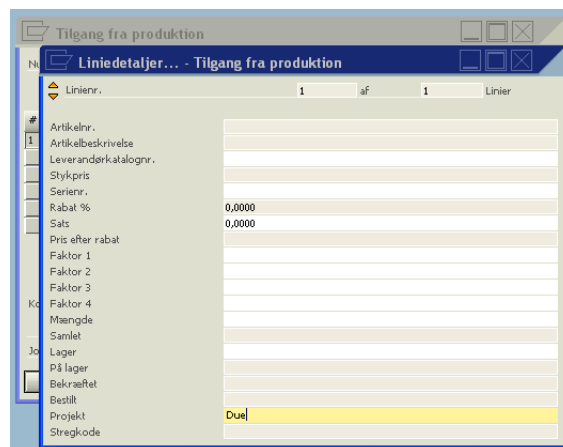 Tilgang fra produktion
Liniedetaljer... - Tilgang fra produktion
Linienr. 1 af 1 Linier
#
1
Artikelnr.
Artikelbeskrivelse
Leverandørkatalognr.
Stykpris
Serienr.
Rabat % 0,0000
Sats 0,0000
Pris efter rabat
Faktor 1
Faktor 2
Faktor 3
Faktor 4
Mængde
Samlet
Lager
På lager
Bekræftet
Bestilt
Projekt Due
Stregkode